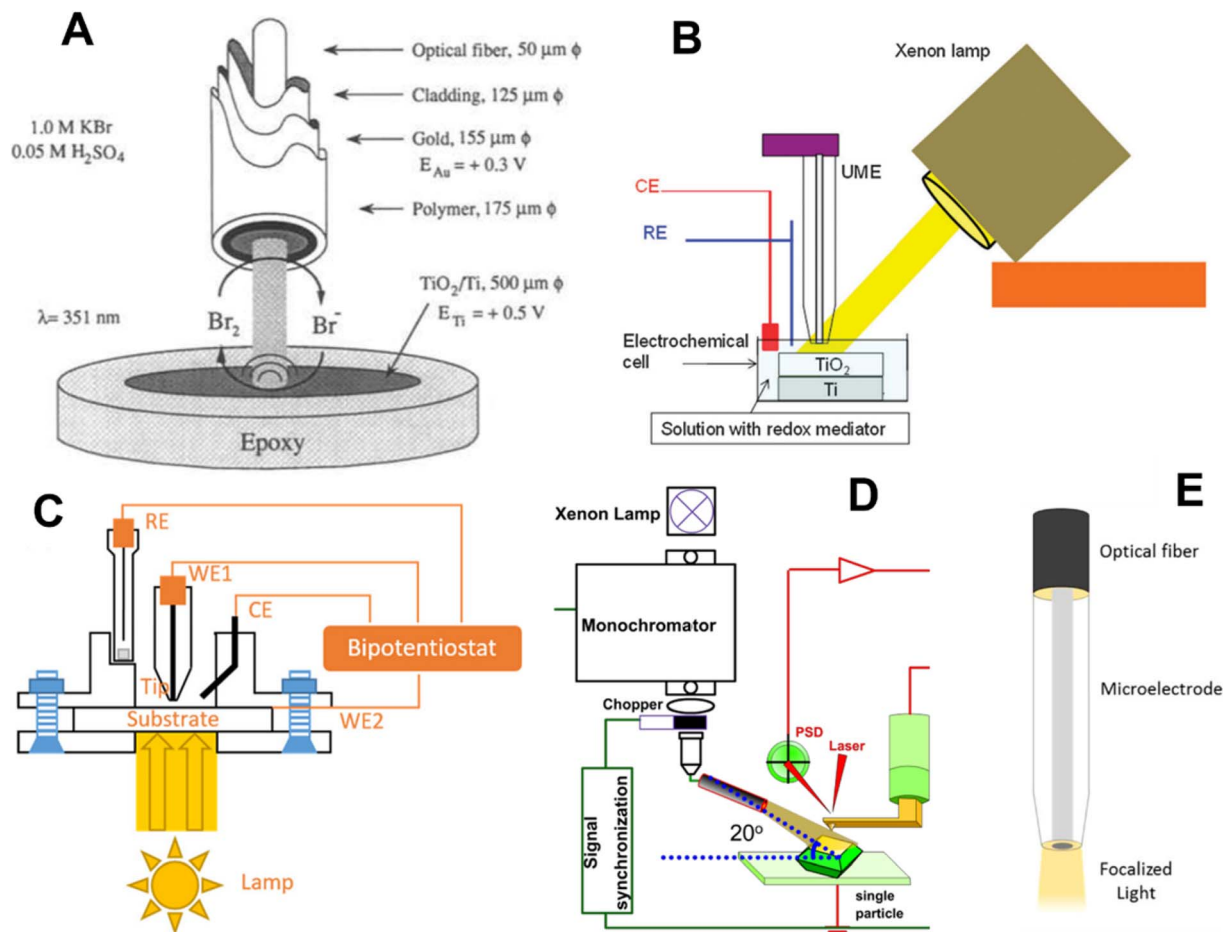 A
1.0 M KBr
0.05 M H₂SO₄
Optical fiber, 50 μm ϕ
Cladding, 125 μm ϕ
Gold, 155 μm ϕ
E_Au = + 0.3 V
Polymer, 175 μm ϕ
TiO₂/Ti, 500 μm ϕ
E_Ti = + 0.5 V
λ= 351 nm
Br₂
Br⁻
Epoxy
B
Xenon lamp
UME
CE
RE
Electrochemical
cell
TiO₂
Ti
Solution with redox mediator
C
RE
WE1
CE
Bipotentiostat
Tip
Substrate
WE2
Lamp
D
Xenon Lamp
Monochromator
Chopper
PSD
Laser
Signal
synchronization
20°
single
particle
E
Optical fiber
Microelectrode
Focalized
Light